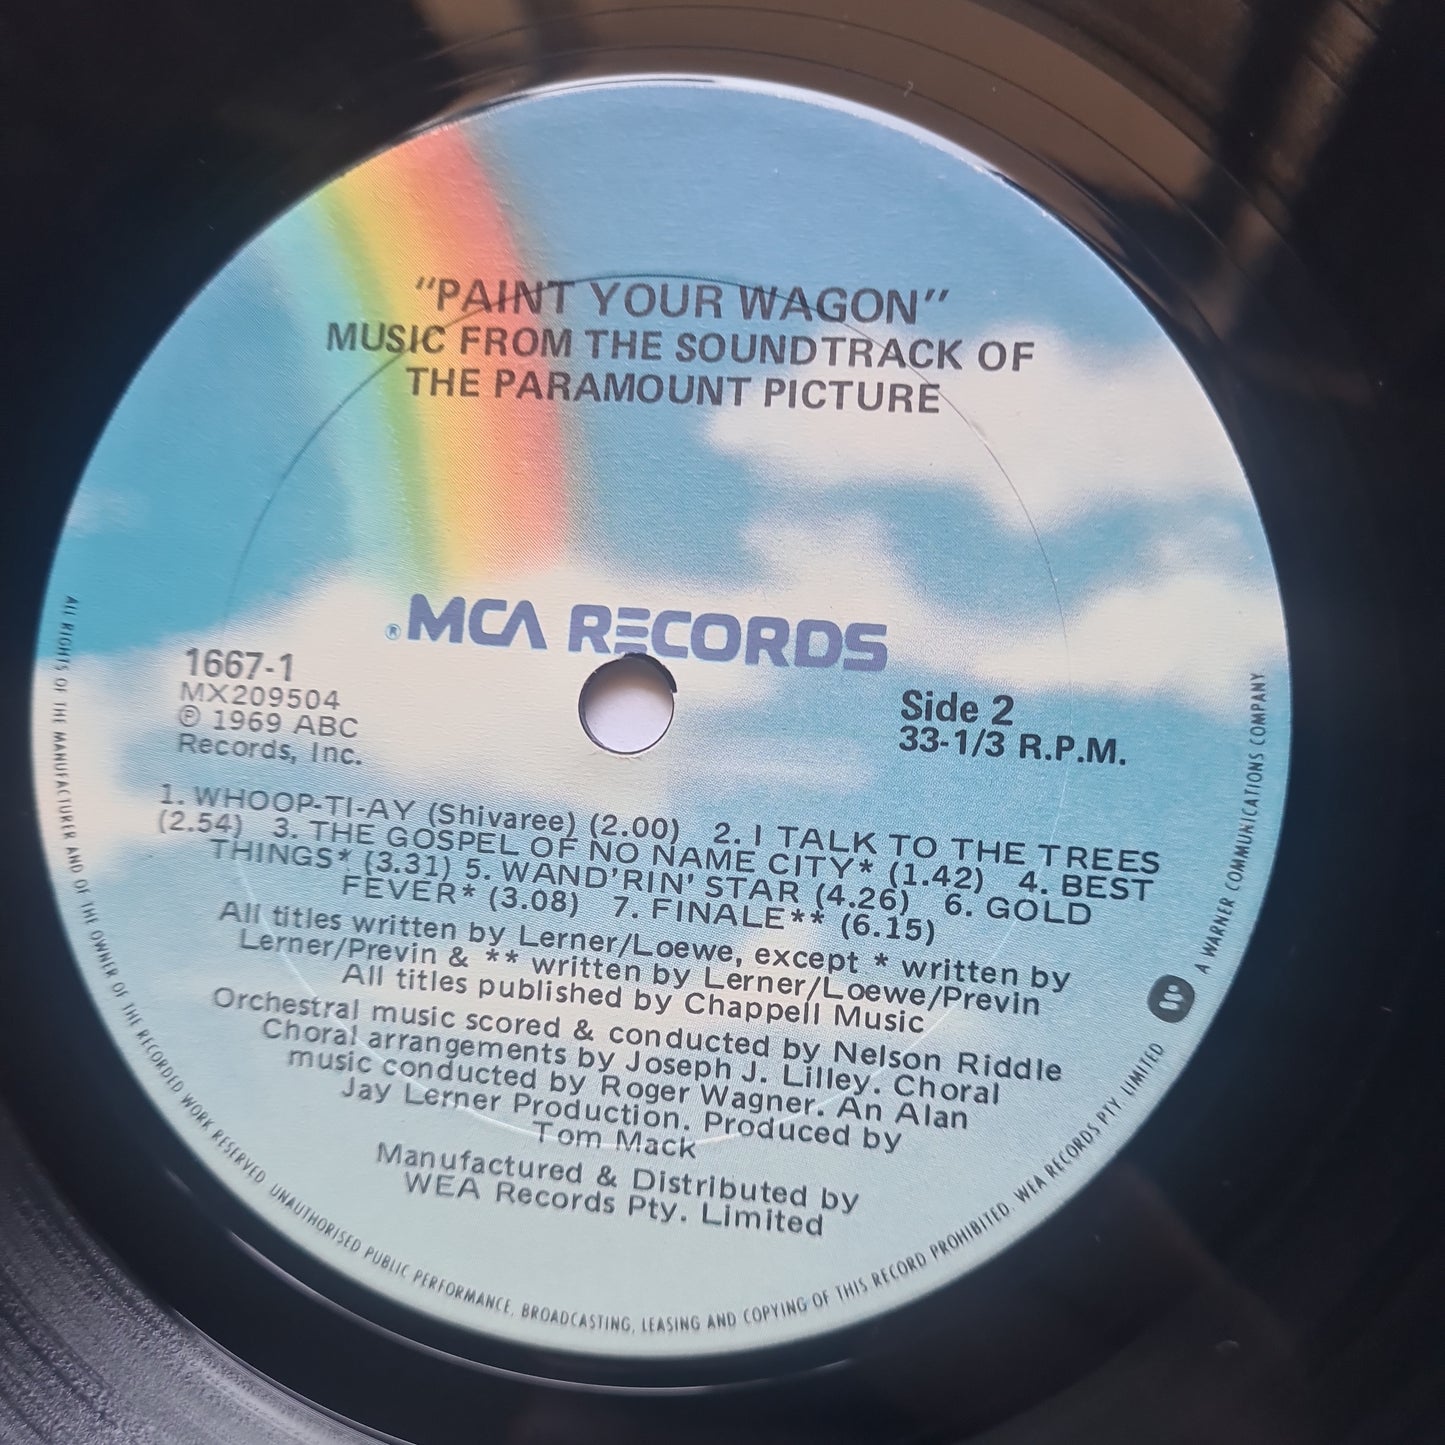 "PAINT YOUR WAGON"
MUSIC FROM THE SOUNDTRACK OF
THE PARAMOUNT PICTURE
® MCA RECORDS
1667-1
MX209504
℗ 1969 ABC
Records, Inc.
Side 2
33-1/3 R.P.M.
1. WHOOP-TI-AY (Shivaree) (2.00) 2. I TALK TO THE TREES
(2.54) 3. THE GOSPEL OF NO NAME CITY* (1.42) 4. BEST
THINGS* (3.31) 5. WAND'RIN' STAR (4.26) 6. GOLD
FEVER* (3.08) 7. FINALE** (6.15)
All titles written by Lerner/Loewe, except * written by
Lerner/Previn & ** written by Lerner/Loewe/Previn
All titles published by Chappell Music
Orchestral music scored & conducted by Nelson Riddle
Choral arrangements by Joseph J. Lilley. Choral
music conducted by Roger Wagner. An Alan
Jay Lerner Production. Produced by
Tom Mack
Manufactured & Distributed by
WEA Records Pty. Limited
ALL RIGHTS OF THE MANUFACTURER AND OF THE OWNER OF THE RECORDED WORK RESERVED UNAUTHORISED PUBLIC PERFORMANCE, BROADCASTING, LEASING AND COPYING OF THIS RECORD PROHIBITED. WEA RECORDS PTY. LIMITED A WARNER COMMUNICATIONS COMPANY